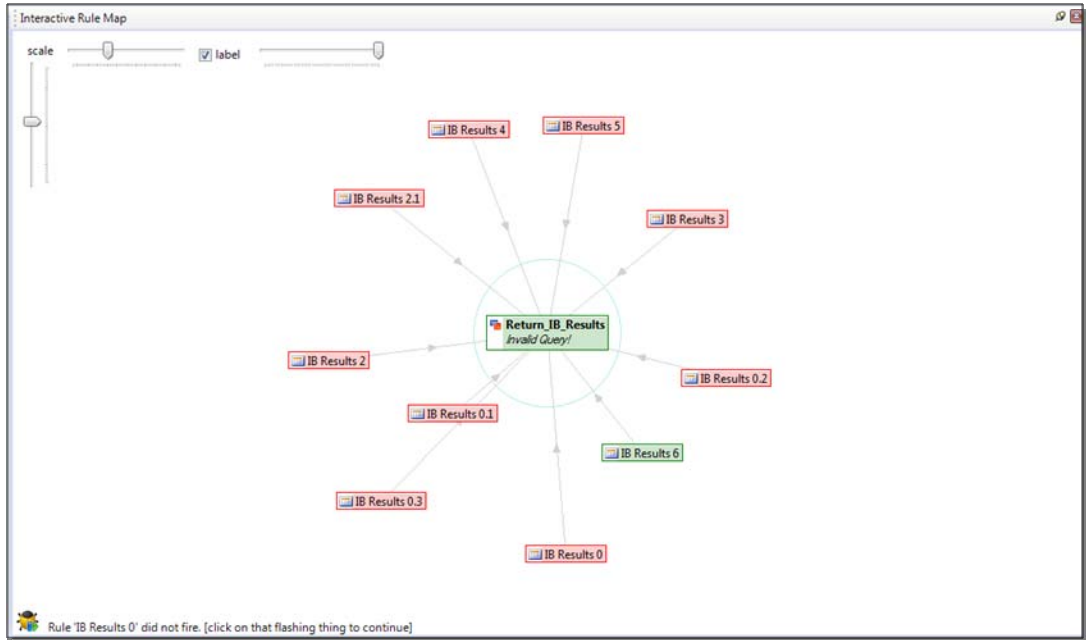 Interactive Rule Map
scale
label
IB Results 4
IB Results 5
IB Results 2.1
IB Results 3
Return_IB_Results
Invalid Query!
IB Results 2
IB Results 0.2
IB Results 0.1
IB Results 6
IB Results 0.3
IB Results 0
Rule 'IB Results 0' did not fire. [click on that flashing thing to continue]